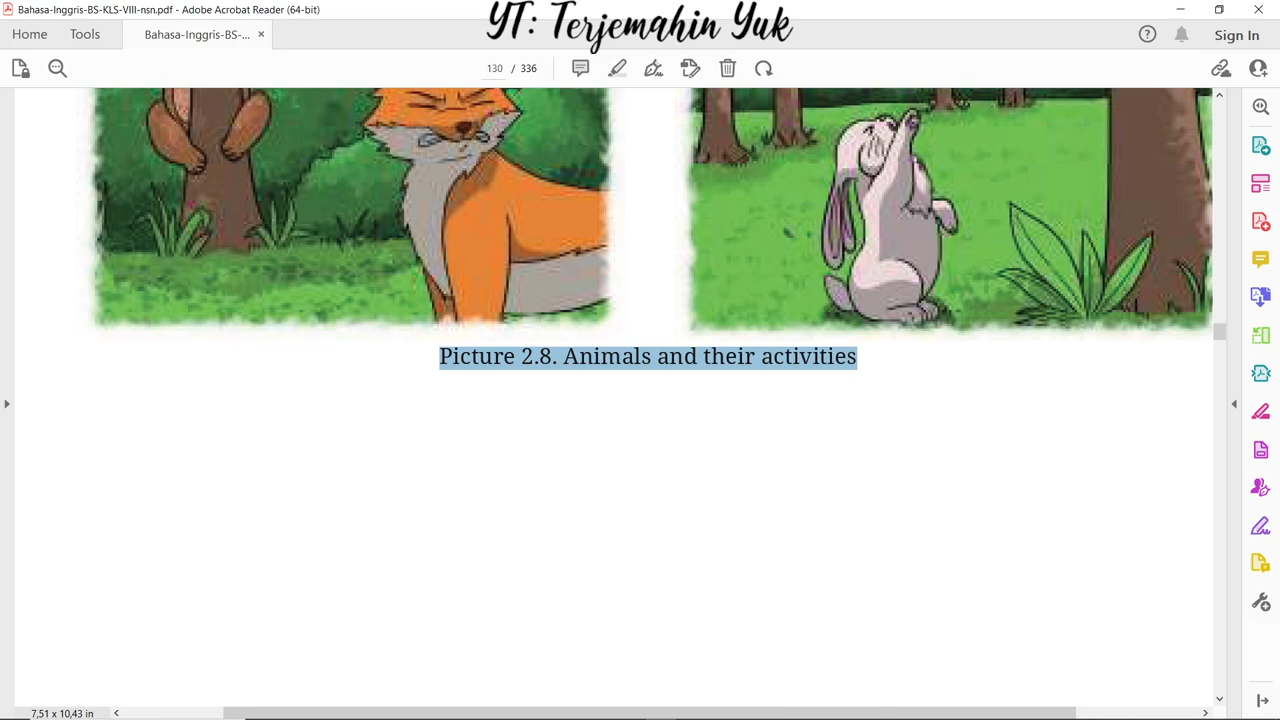 Bahasa-Inggris-BS-KLS-VIII-nsn.pdf - Adobe Acrobat Reader (64-bit)
YT: Terjemahin Yuk
Home
Tools
Bahasa-Inggris-BS-...
Sign In
130 / 336
Picture 2.8. Animals and their activities
7,51 x 10,43 in